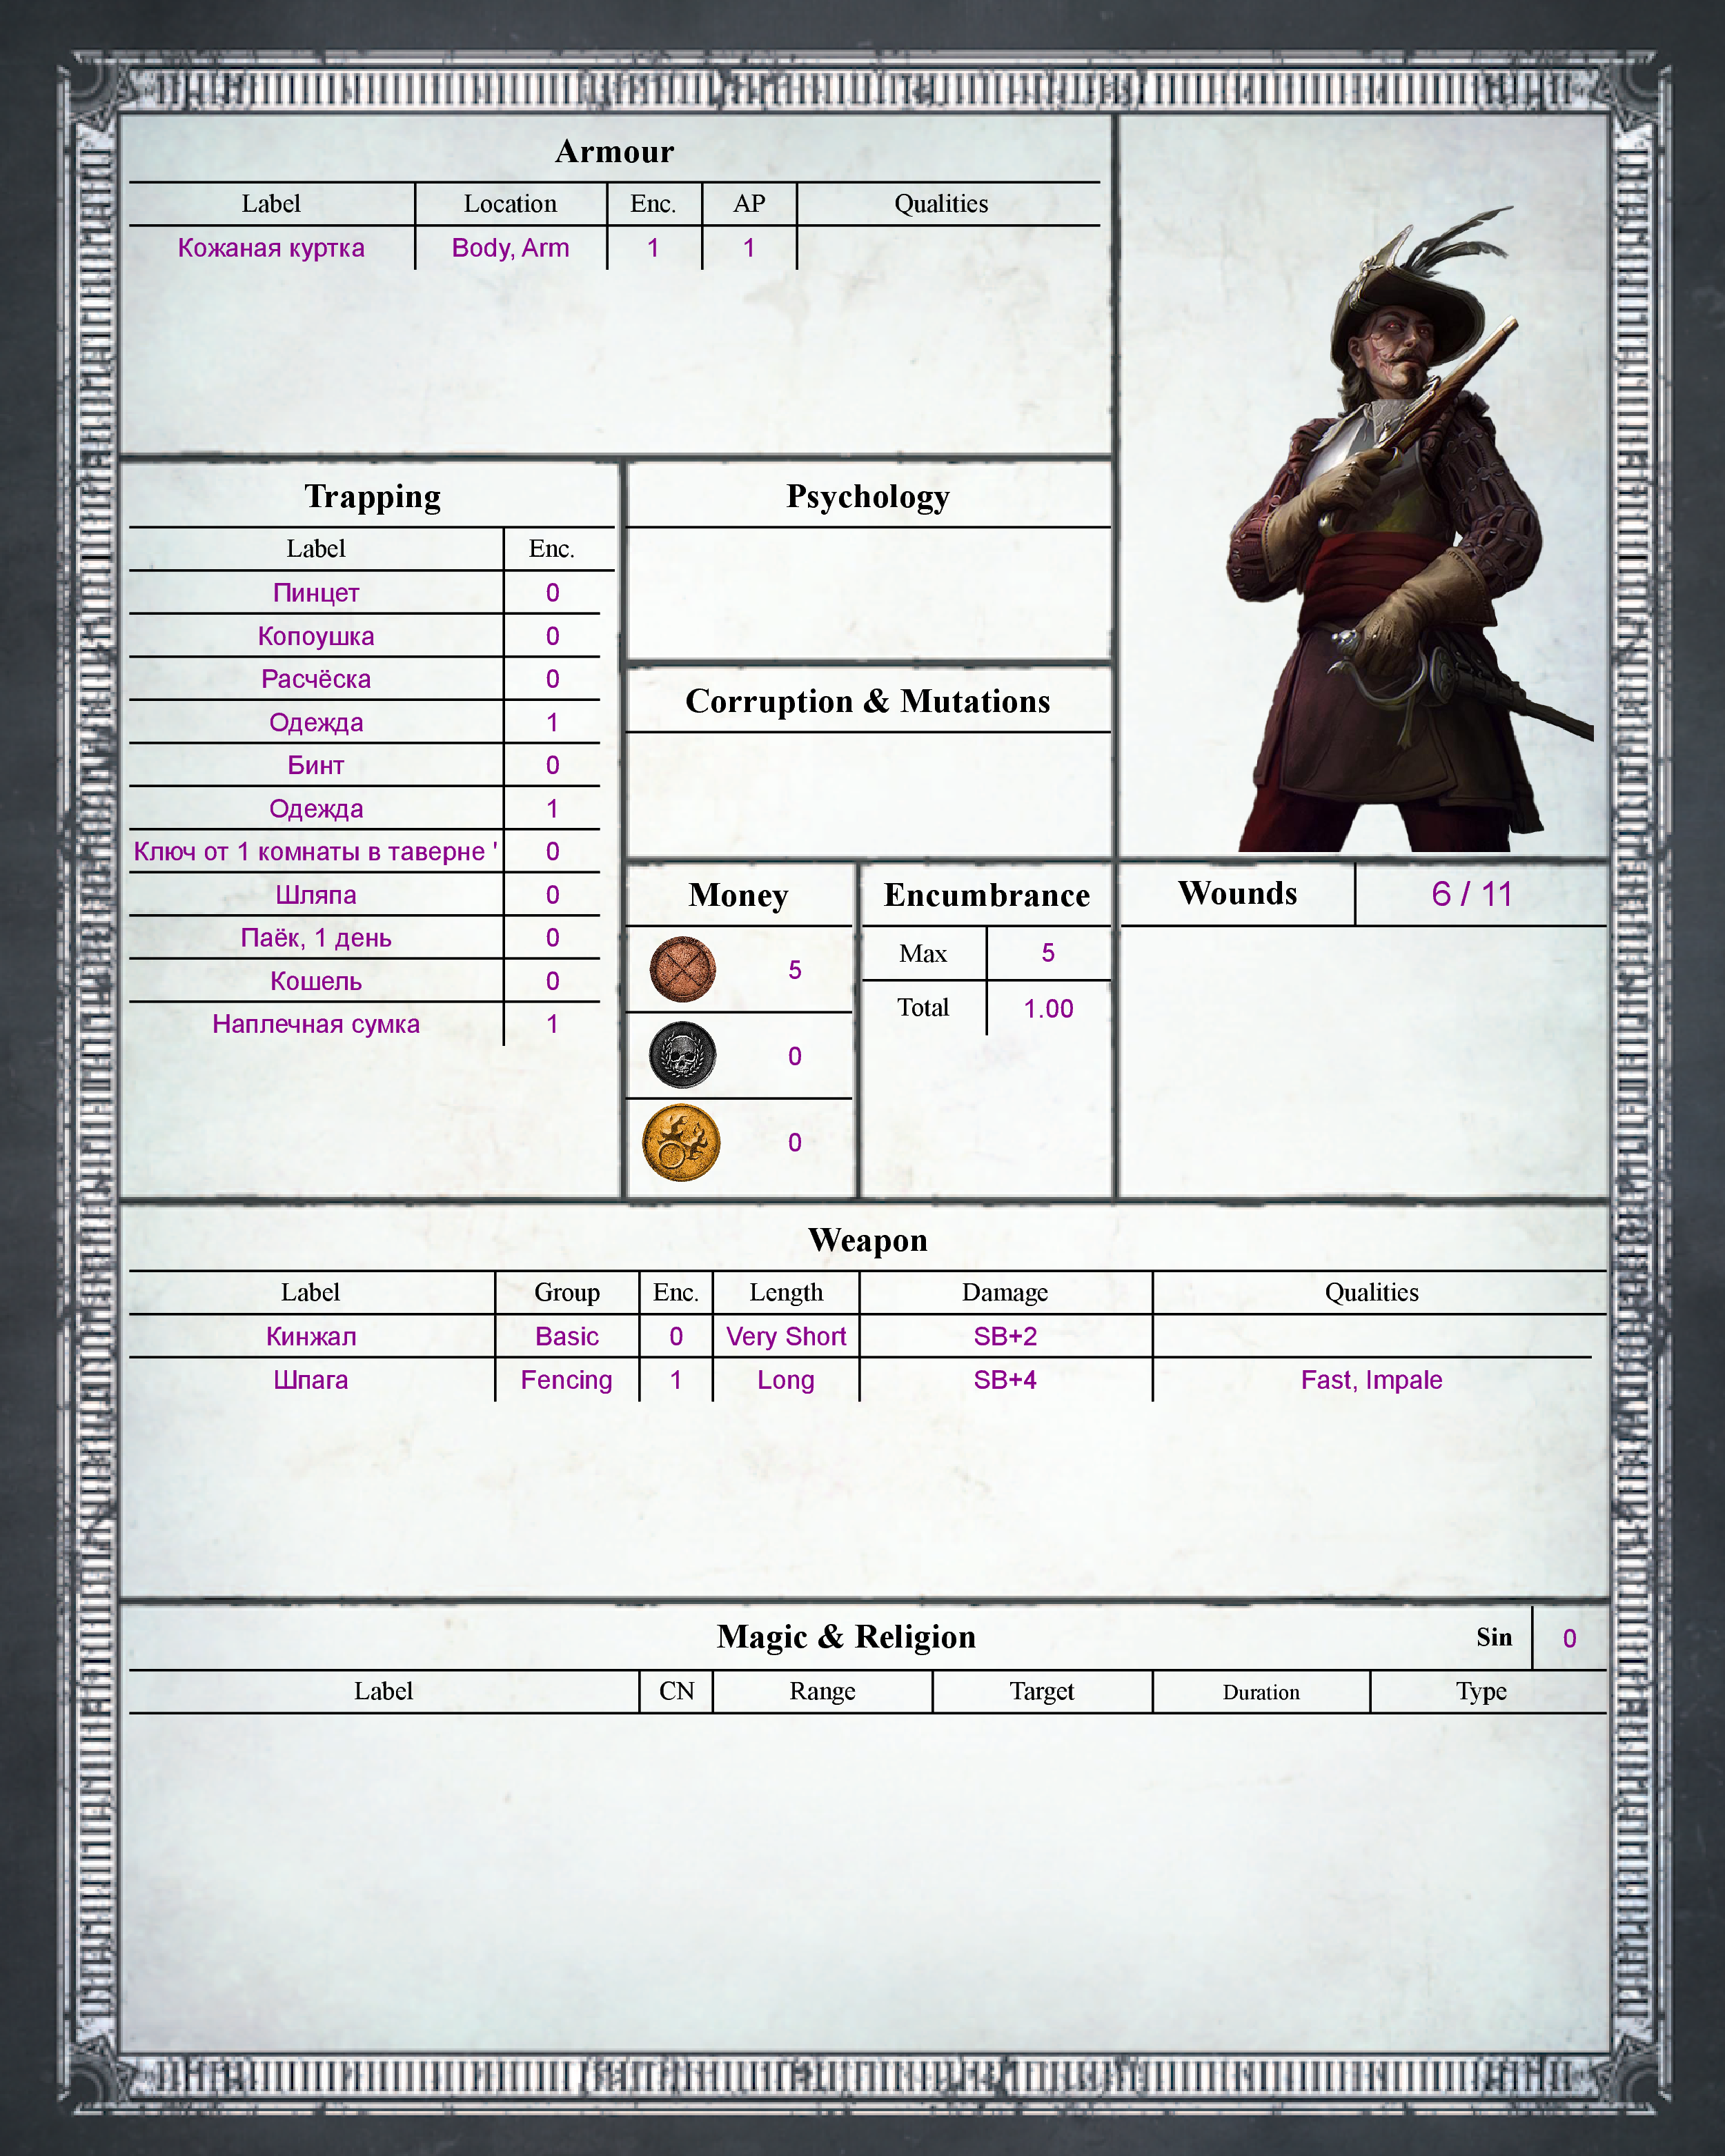 Armour
Label Location Enc. AP Qualities
Кожаная куртка Body, Arm 1 1
Trapping
Label Enc.
Пинцет 0
Копоушка 0
Расчёска 0
Одежда 1
Бинт 0
Одежда 1
Ключ от 1 комнаты в таверне ' 0
Шляпа 0
Паёк, 1 день 0
Кошель 0
Наплечная сумка 1
Psychology
Corruption & Mutations
Money
5
0
0
Encumbrance
Max 5
Total 1.00
Wounds 6 / 11
Weapon
Label Group Enc. Length Damage Qualities
Кинжал Basic 0 Very Short SB+2
Шпага Fencing 1 Long SB+4 Fast, Impale
Magic & Religion Sin 0
Label CN Range Target Duration Type